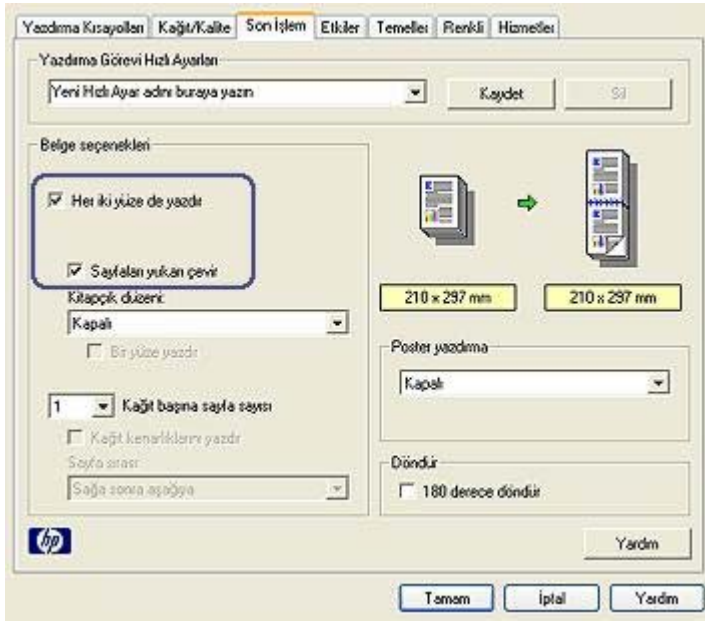 Yazdırma Kısayolları Kağıt/Kalite Son İşlem Etkiler Temeller Renkli Hizmetler
Yazdırma Görevi Hızlı Ayarları
Yeni Hızlı Ayar adını buraya yazın
Kaydet
Sil
Belge seçenekleri
Her iki yüze de yazdır
Sayfaları yukarı çevir
Kitapçık düzeni:
Kapalı
Bir yüze yazdır
1 Kağıt başına sayfa sayısı
Kağıt kenarlıklarını yazdır
Sayfa sırası:
Sağa sonra aşağıya
210 x 297 mm
210 x 297 mm
Poster yazdırma
Kapalı
Döndür
180 derece döndür
hp
Yardım
Tamam
İptal
Yardım